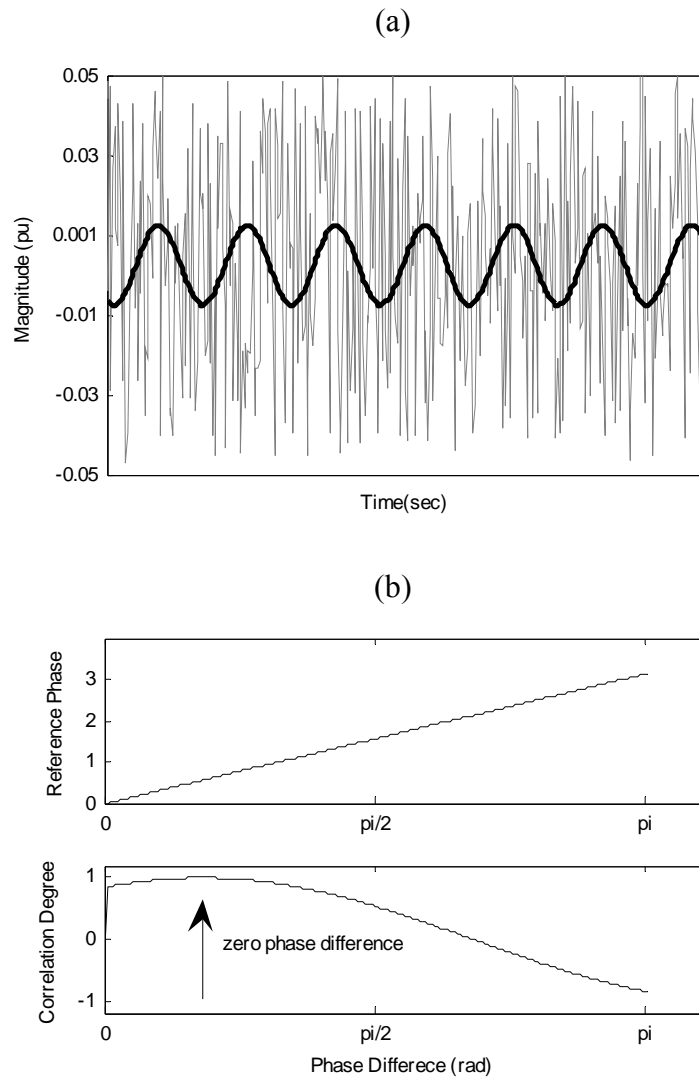 (a)
0.05
0.03
0.001
-0.01
-0.03
-0.05
Magnitude (pu)
Time(sec)
(b)
3
2
1
0
Reference Phase
0 pi/2 pi
1
0
-1
Correlation Degree
zero phase difference
0 pi/2 pi
Phase Differece (rad)